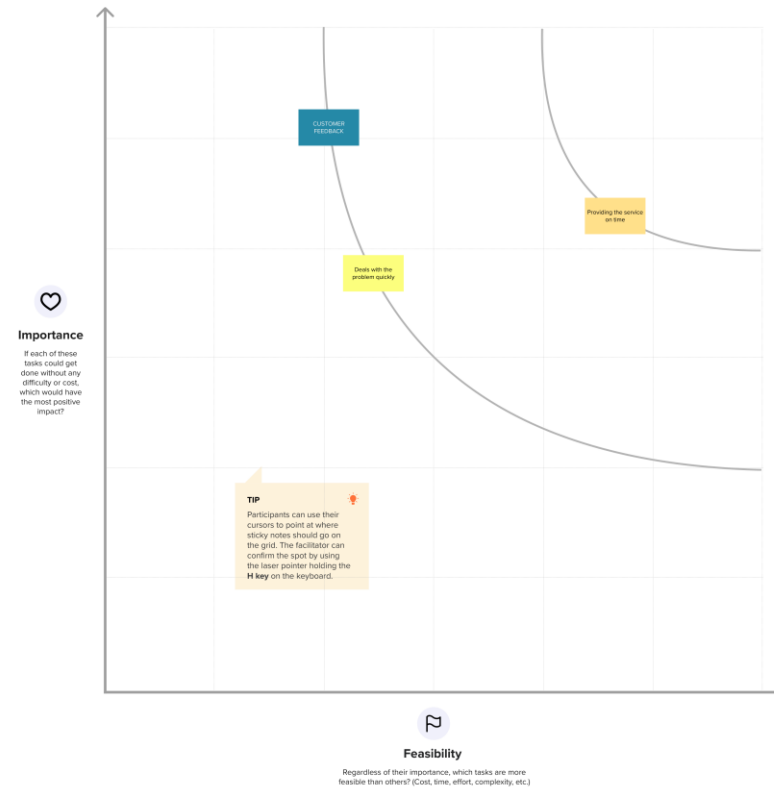 CUSTOMER
FEEDBACK
Providing the service
on time
Deals with the
problem quickly
Importance
If each of these
tasks could get
done without any
difficulty or cost,
which would have
the most positive
impact?
TIP
Participants can use their
cursors to point at where
sticky notes should go on
the grid. The facilitator can
confirm the spot by using
the laser pointer holding the
H key on the keyboard.
Feasibility
Regardless of their importance, which tasks are more
feasible than others? (Cost, time, effort, complexity, etc.)